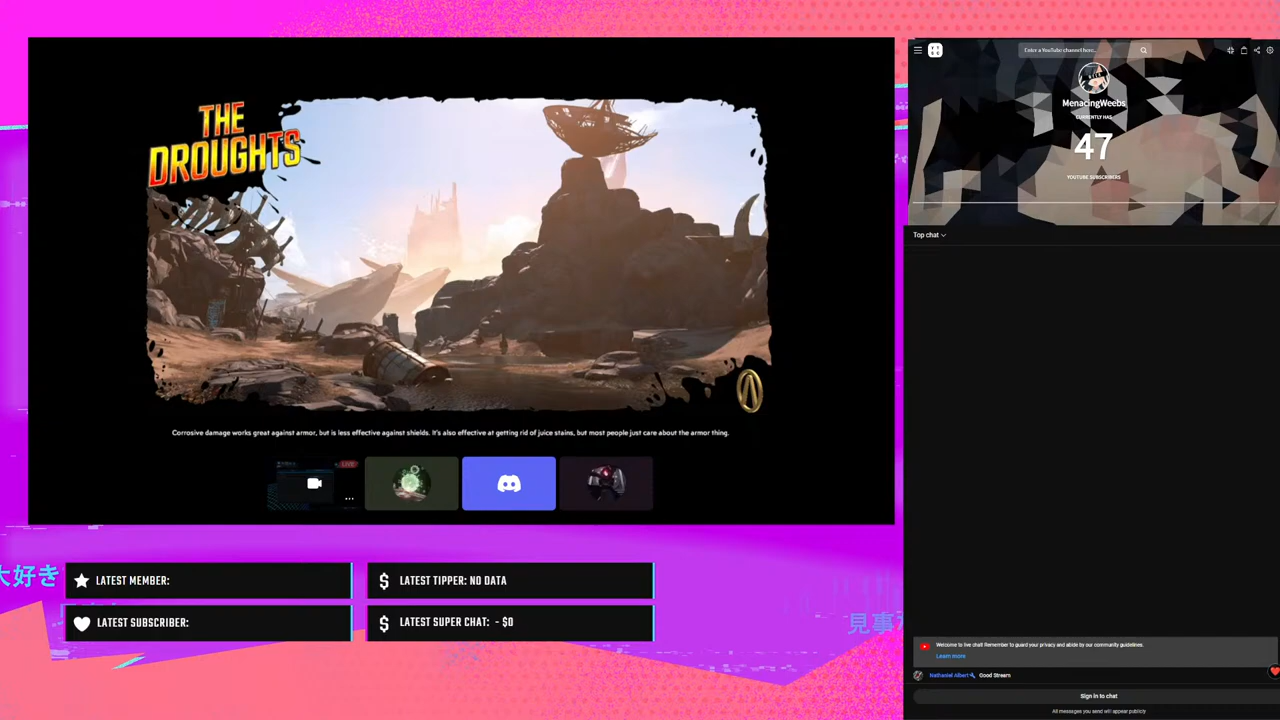 THE
DROUGHTS
Corrosive damage works great against armor, but is less effective against shields. It's also effective at getting rid of juice stains, but most people just care about the armor thing.
LIVE
...
大好き
LATEST MEMBER:
LATEST TIPPER: NO DATA
LATEST SUBSCRIBER:
LATEST SUPER CHAT: - $0
見事
Enter a YouTube channel here...
MenacingWeebs
CURRENTLY HAS
47
YOUTUBE SUBSCRIBERS
Top chat
Welcome to live chat! Remember to guard your privacy and abide by our community guidelines.
Learn more
Nathaniel Albert Good Stream
Sign in to chat
All messages you send will appear publicly